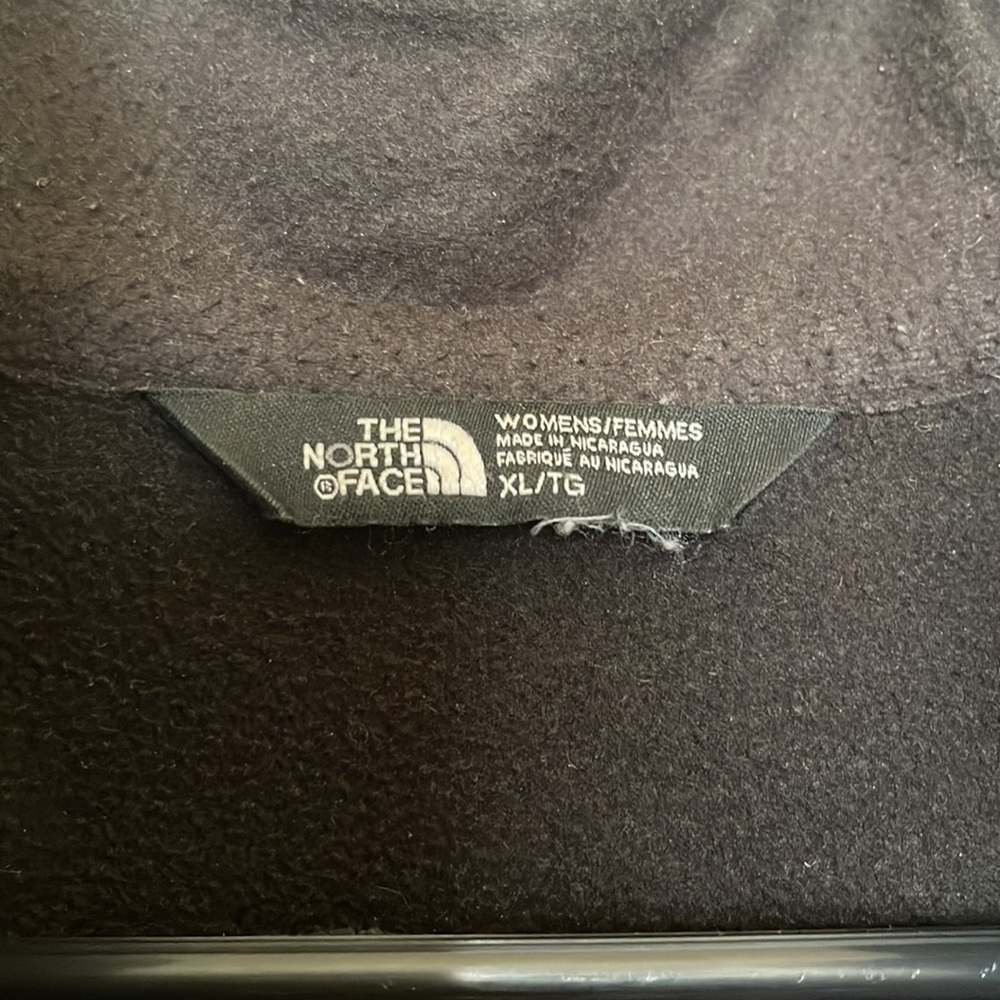 THE
NORTH
®FACE
WOMENS/FEMMES
MADE IN NICARAGUA
FABRIQUÉ AU NICARAGUA
XL/TG